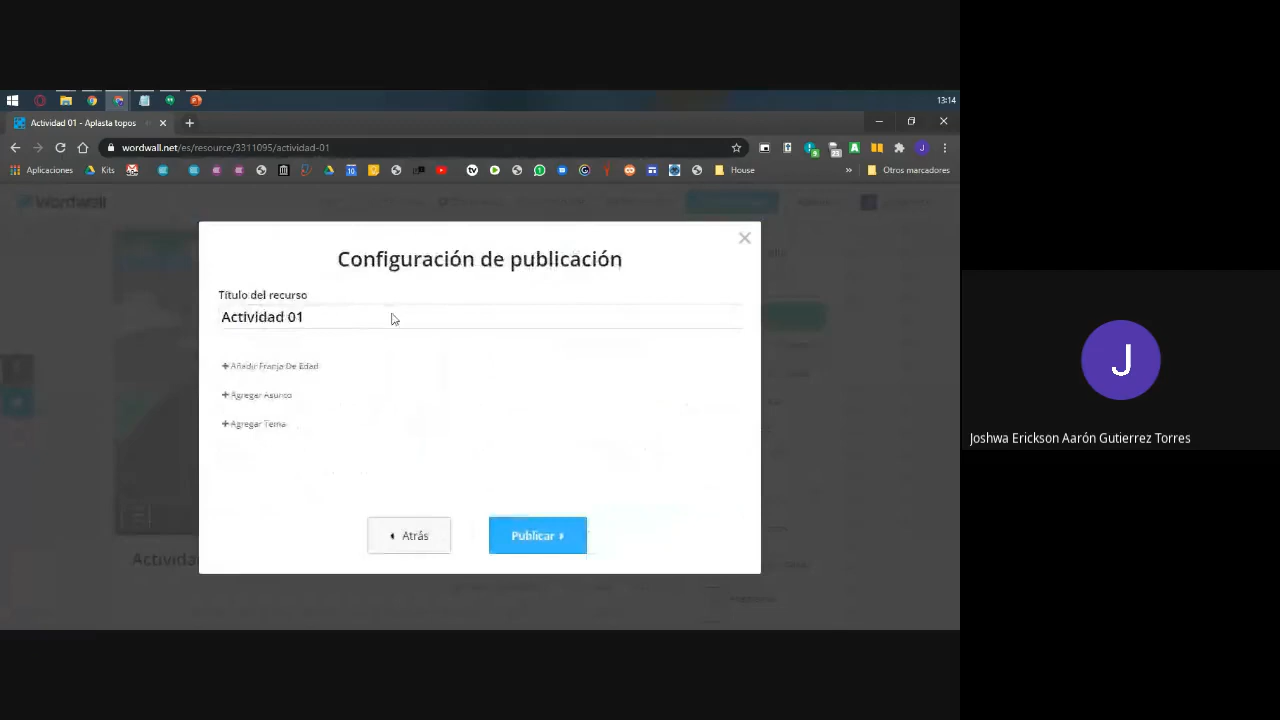 13:14
Actividad 01 - Aplasta topos
wordwall.net/es/resource/3311095/actividad-01
Aplicaciones
Kits
House
»
Otros marcadores
Wordwall
Configuración de publicación
Título del recurso
Actividad 01
+ Añadir Franja De Edad
+ Agregar Asunto
+ Agregar Tema
Atrás
Publicar
Activida
J
Joshwa Erickson Aarón Gutierrez Torres